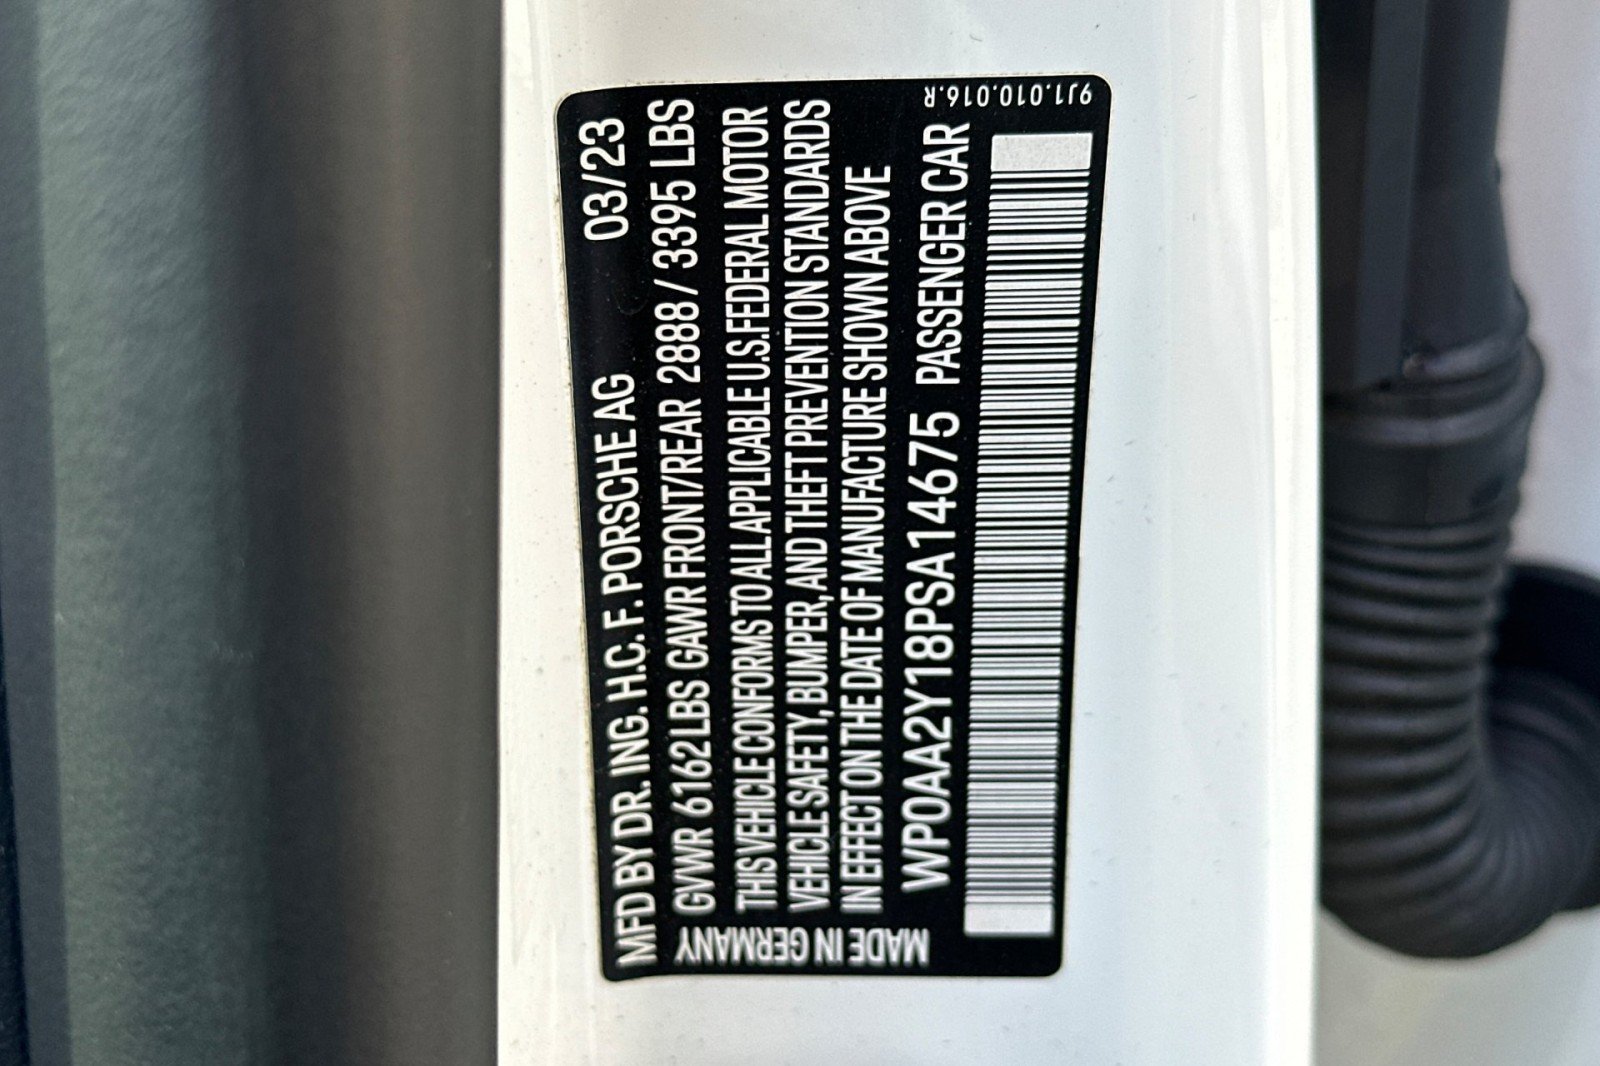 MFD BY DR. ING. H.C. F. PORSCHE AG 03/23
GVWR 6162LBS GAWR FRONT/REAR 2888 / 3395 LBS
THIS VEHICLE CONFORMS TO ALL APPLICABLE U.S.FEDERAL MOTOR
VEHICLE SAFETY, BUMPER, AND THEFT PREVENTION STANDARDS
IN EFFECT ON THE DATE OF MANUFACTURE SHOWN ABOVE
WP0AA2Y18PSA14675 PASSENGER CAR
MADE IN GERMANY
9J1.010.016.R